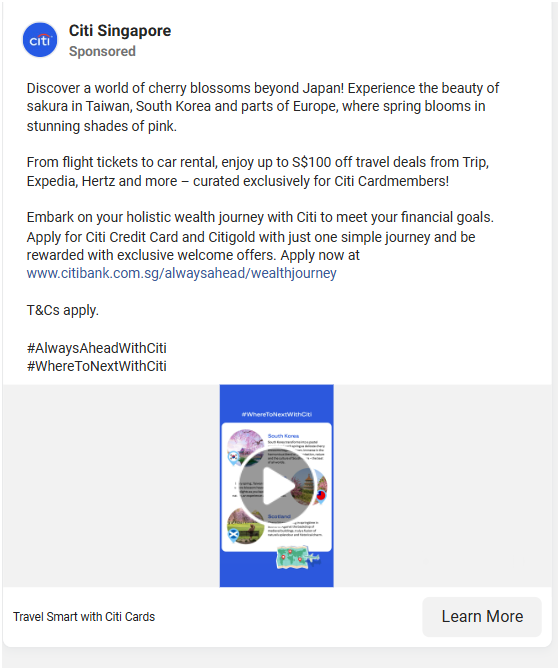 citi
Citi Singapore
Sponsored
Discover a world of cherry blossoms beyond Japan! Experience the beauty of
sakura in Taiwan, South Korea and parts of Europe, where spring blooms in
stunning shades of pink.
From flight tickets to car rental, enjoy up to S$100 off travel deals from Trip,
Expedia, Hertz and more – curated exclusively for Citi Cardmembers!
Embark on your holistic wealth journey with Citi to meet your financial goals.
Apply for Citi Credit Card and Citigold with just one simple journey and be
rewarded with exclusive welcome offers. Apply now at
www.citibank.com.sg/alwaysahead/wealthjourney
T&Cs apply.
#AlwaysAheadWithCiti
#WhereToNextWithCiti
#WhereToNextWithCiti
South Korea
Scotland
Travel Smart with Citi Cards
Learn More